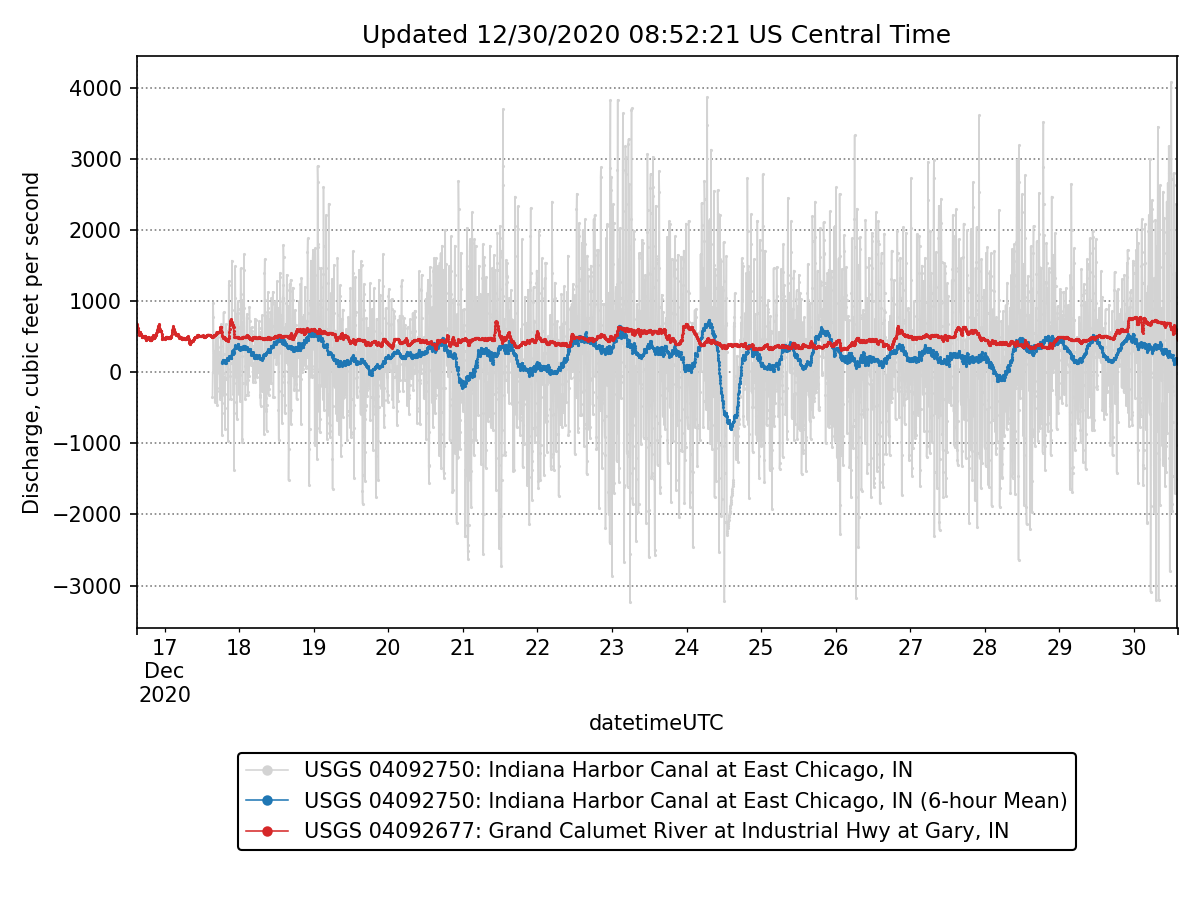 Updated 12/30/2020 08:52:21 US Central Time
Discharge, cubic feet per second
4000
3000
2000
1000
0
−1000
−2000
−3000
17 18 19 20 21 22 23 24 25 26 27 28 29 30
Dec
2020
datetimeUTC
USGS 04092750: Indiana Harbor Canal at East Chicago, IN
USGS 04092750: Indiana Harbor Canal at East Chicago, IN (6-hour Mean)
USGS 04092677: Grand Calumet River at Industrial Hwy at Gary, IN